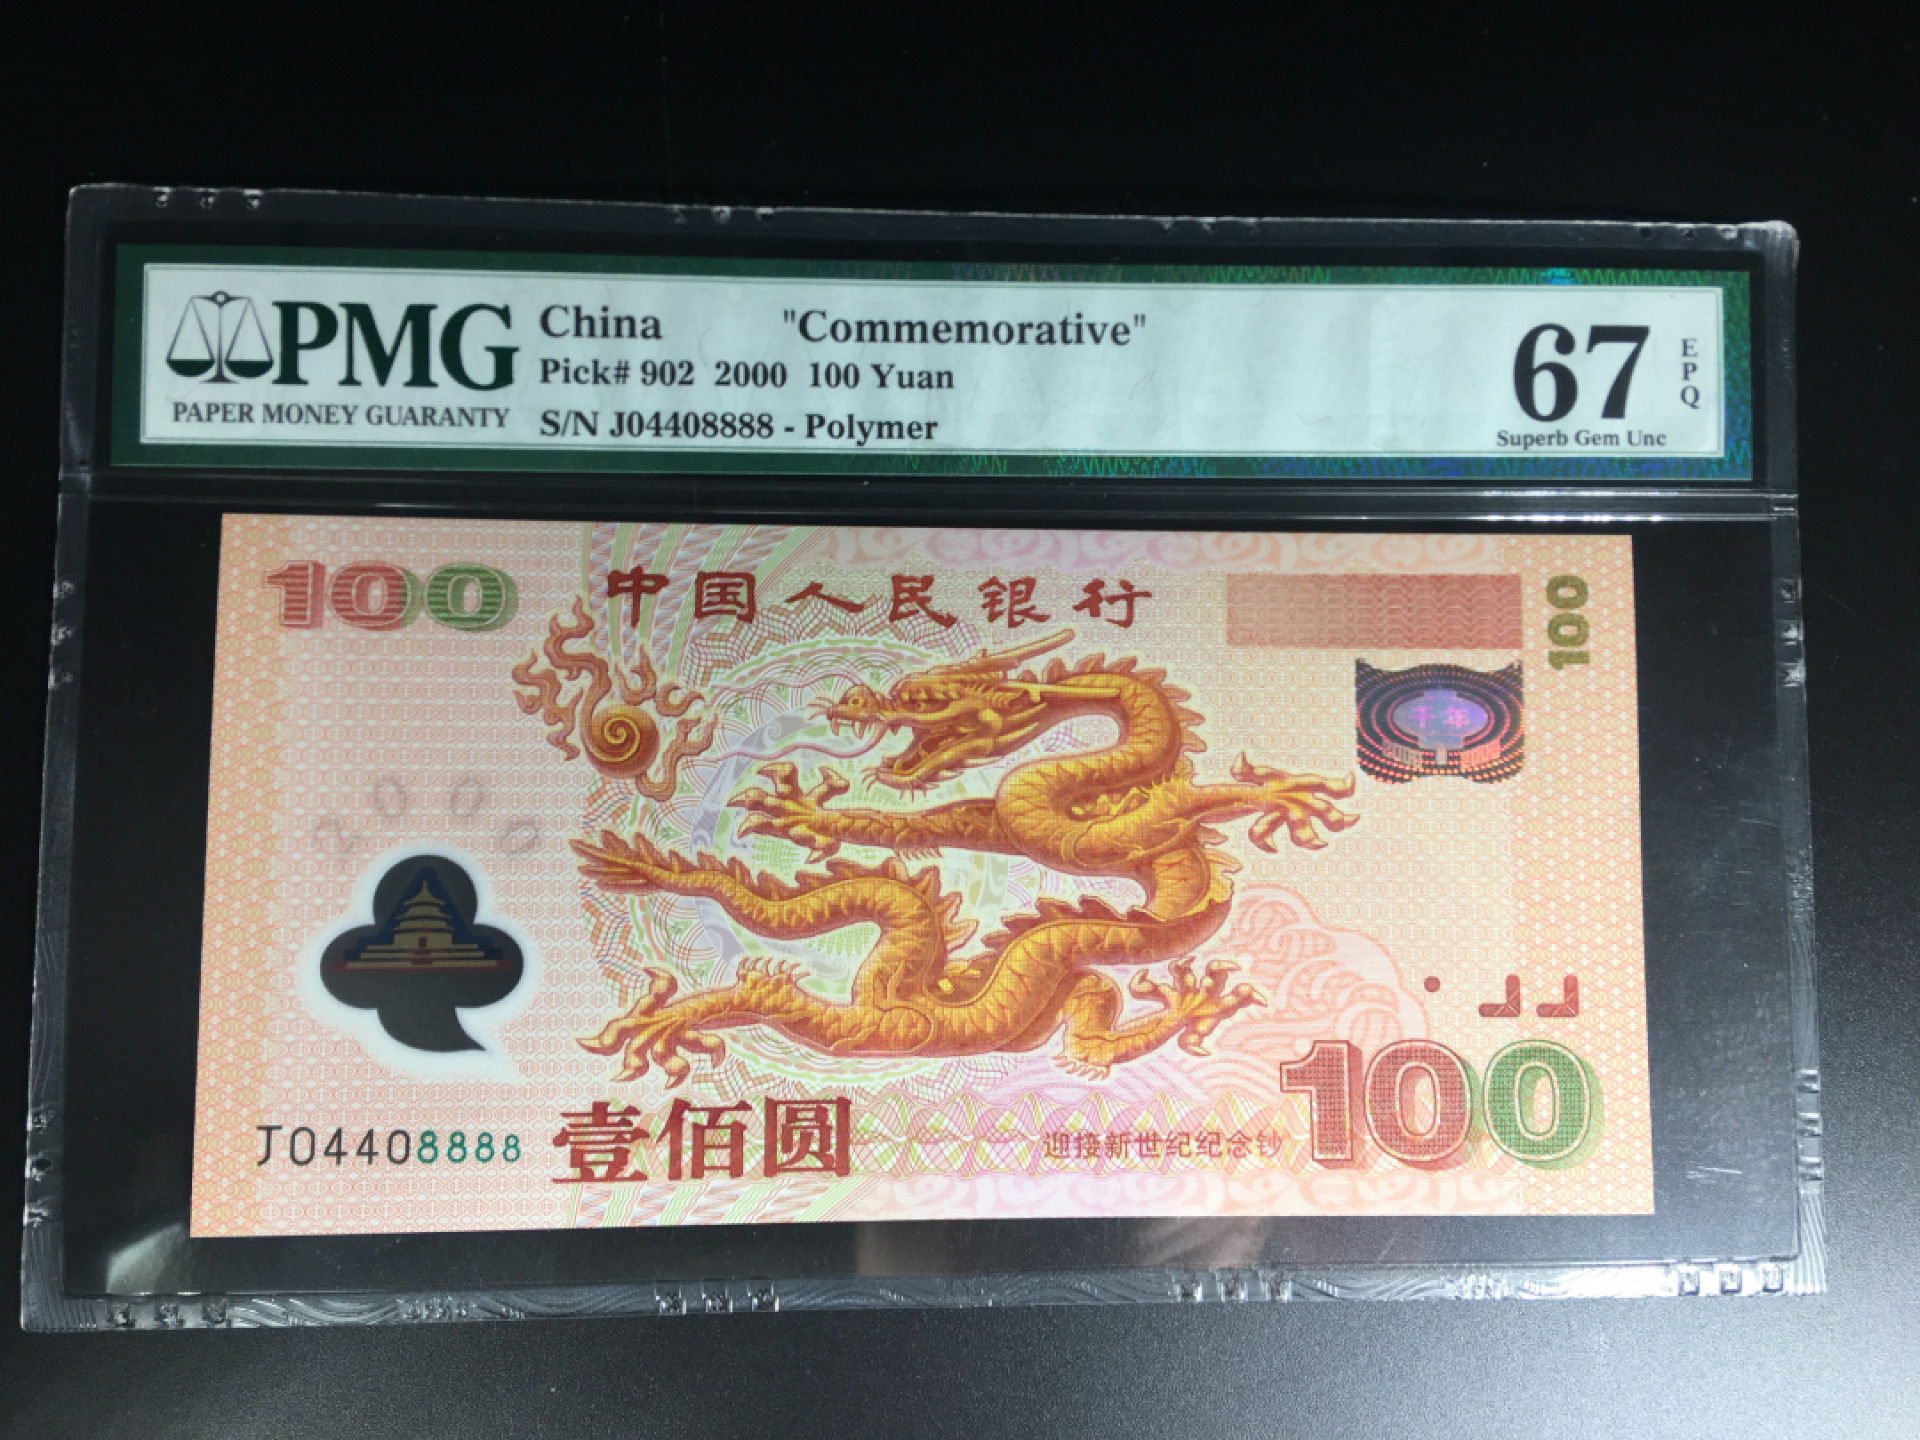 PMG
PAPER MONEY GUARANTY
China "Commemorative"
Pick# 902 2000 100 Yuan
S/N J04408888 - Polymer
67
EPQ
Superb Gem Unc
100
中国人民银行
100
千年
2000
J04408888
壹佰圆
迎接新世纪纪念钞
100